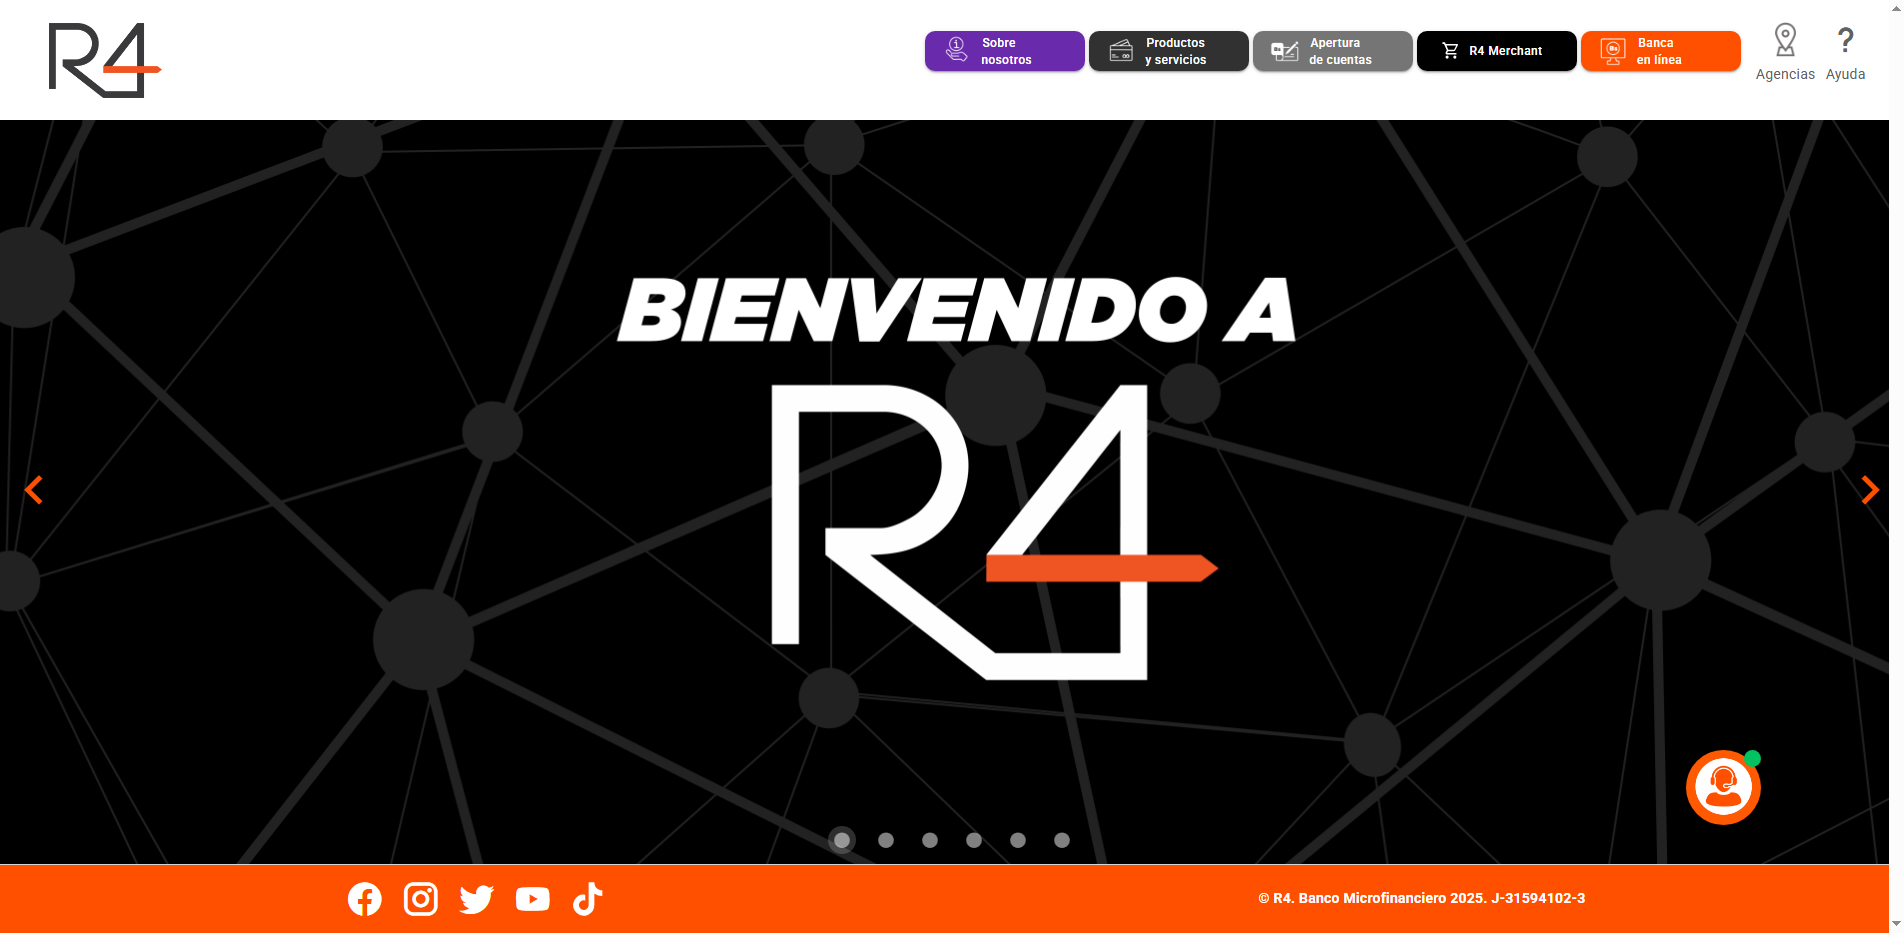 R4
Sobre
nosotros
Productos
y servicios
Apertura
de cuentas
R4 Merchant
Banca
en línea
Agencias
?
Ayuda
BIENVENIDO A
R4
© R4. Banco Microfinanciero 2025. J-31594102-3